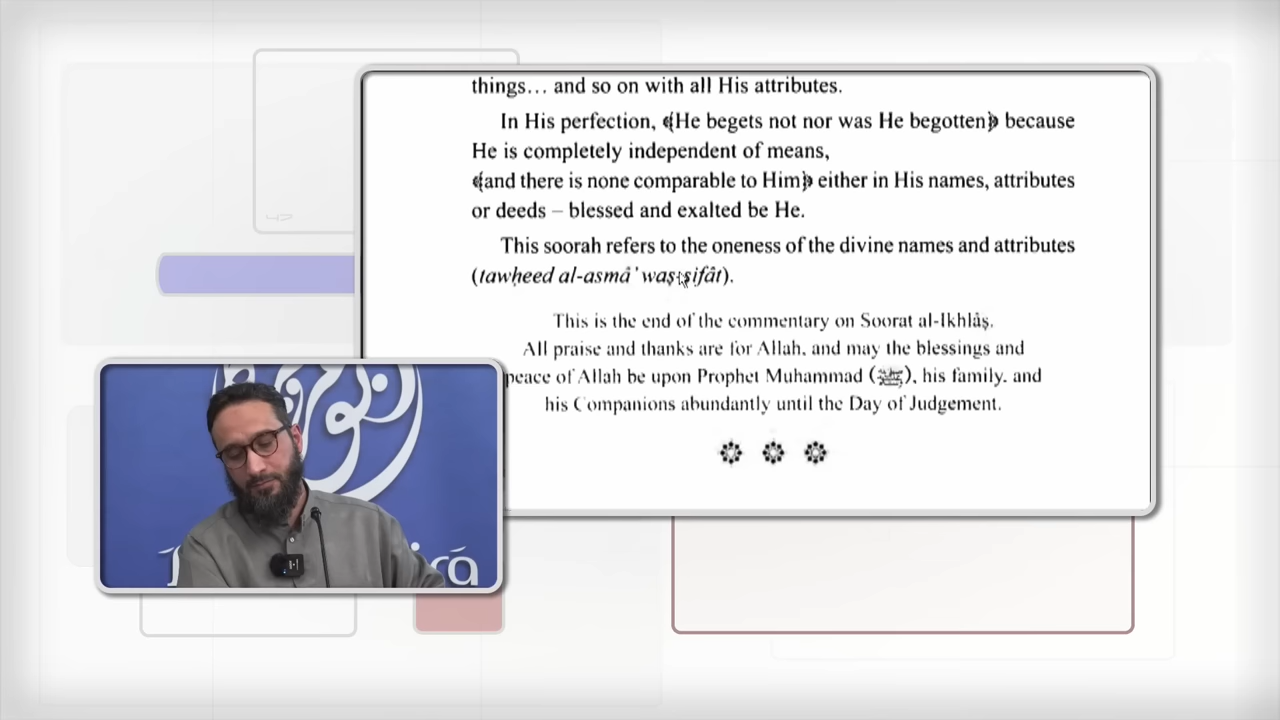 things… and so on with all His attributes.
In His perfection, ﴾He begets not nor was He begotten﴿ because
He is completely independent of means,
﴾and there is none comparable to Him﴿ either in His names, attributes
or deeds – blessed and exalted be He.
This soorah refers to the oneness of the divine names and attributes
(tawḥeed al-asmâ’ waṣ-ṣifât).
This is the end of the commentary on Soorat al-Ikhlâṣ.
All praise and thanks are for Allah, and may the blessings and
peace of Allah be upon Prophet Muhammad (ﷺ), his family, and
his Companions abundantly until the Day of Judgement.